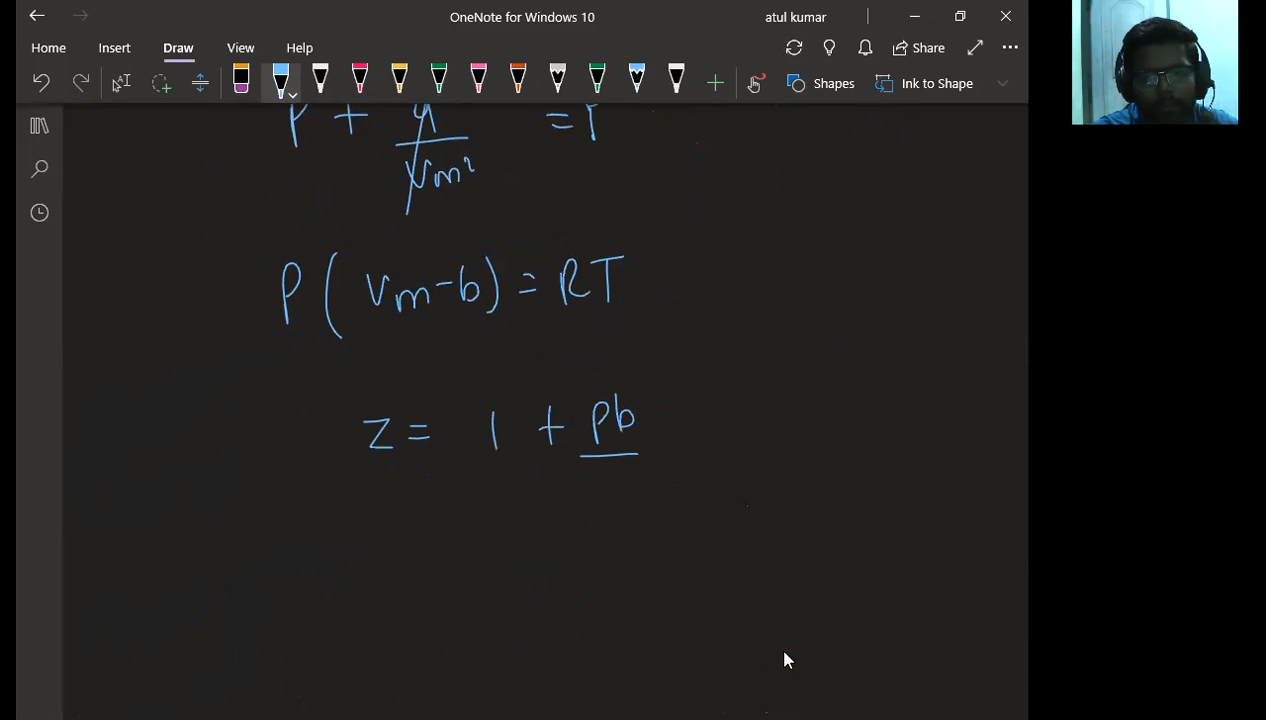 OneNote for Windows 10
atul kumar
Home Insert Draw View Help
Share
Shapes
Ink to Shape
P + a = P
Vm²
P ( Vm - b ) = RT
z = 1 + Pb